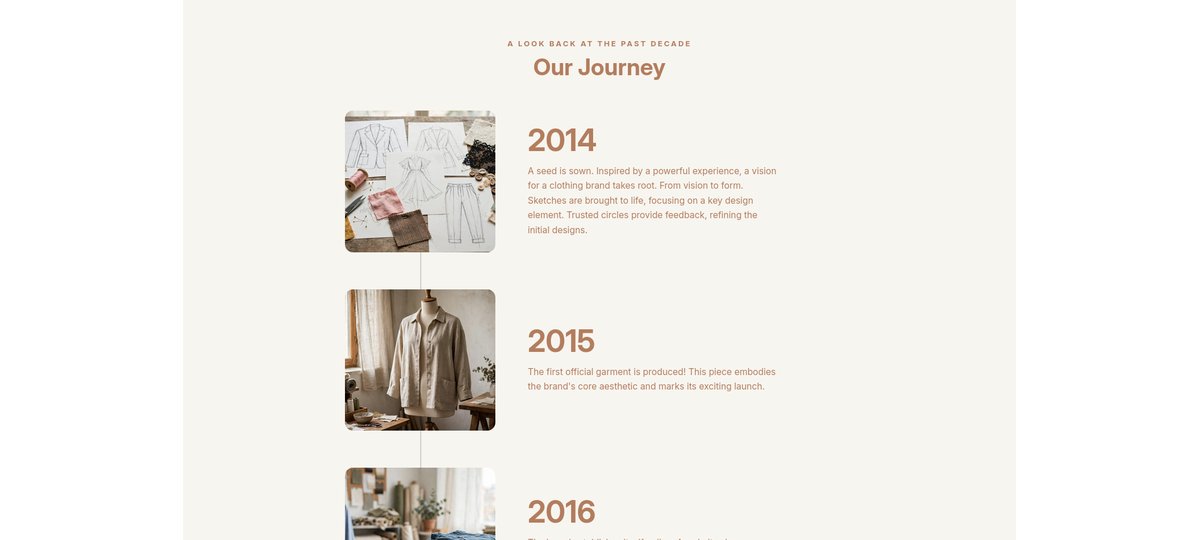 A LOOK BACK AT THE PAST DECADE
Our Journey
2014
A seed is sown. Inspired by a powerful experience, a vision
for a clothing brand takes root. From vision to form.
Sketches are brought to life, focusing on a key design
element. Trusted circles provide feedback, refining the
initial designs.
2015
The first official garment is produced! This piece embodies
the brand's core aesthetic and marks its exciting launch.
2016